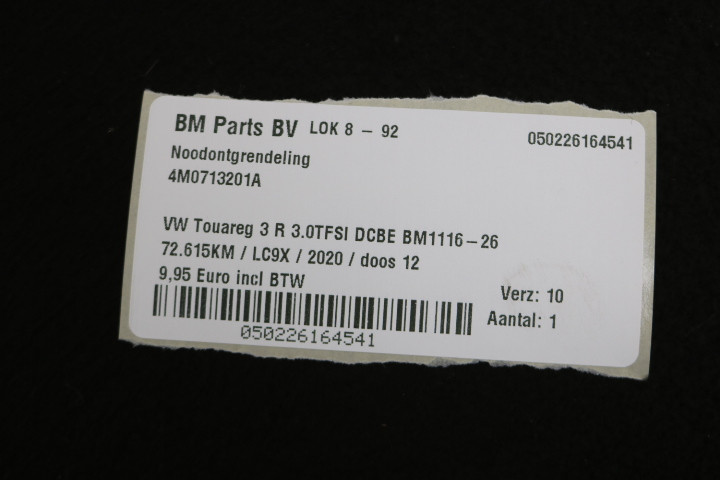 BM Parts BV LOK 8 - 92
050226164541
Noodontgrendeling
4M0713201A
VW Touareg 3 R 3.0TFSI DCBE BM1116-26
72.615KM / LC9X / 2020 / doos 12
9,95 Euro incl BTW
Verz: 10
Aantal: 1
050226164541